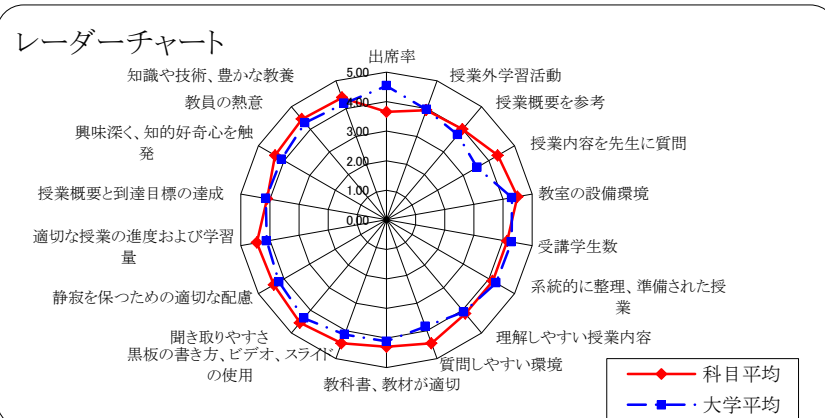 レーダーチャート
出席率
授業外学習活動
授業概要を参考
授業内容を先生に質問
教室の設備環境
受講学生数
系統的に整理、準備された授
業
理解しやすい授業内容
質問しやすい環境
教科書、教材が適切
黒板の書き方、ビデオ、スライド
の使用
聞き取りやすさ
静寂を保つための適切な配慮
適切な授業の進度および学習
量
授業概要と到達目標の達成
興味深く、知的好奇心を触
発
教員の熱意
知識や技術、豊かな教養
5.00
4.00
3.00
2.00
1.00
0.00
科目平均
大学平均